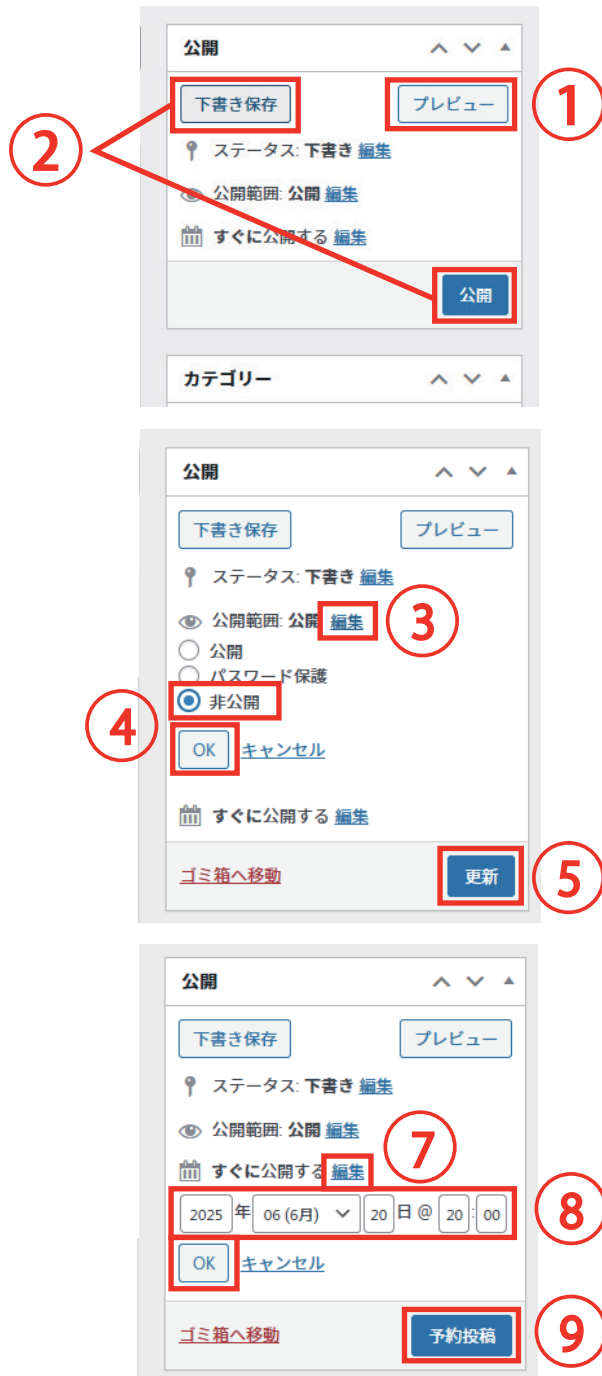 公開
下書き保存 プレビュー ①
②
ステータス: 下書き 編集
公開範囲: 公開 編集
すぐに公開する 編集
公開
カテゴリー
公開
下書き保存 プレビュー
ステータス: 下書き 編集
公開範囲: 公開 編集 ③
公開
パスワード保護
非公開
④
OK キャンセル
すぐに公開する 編集
ゴミ箱へ移動 更新 ⑤
公開
下書き保存 プレビュー
ステータス: 下書き 編集
公開範囲: 公開 編集
⑦
すぐに公開する 編集
2025 年 06 (6月) 20 日 @ 20 : 00 ⑧
OK キャンセル
ゴミ箱へ移動 予約投稿 ⑨